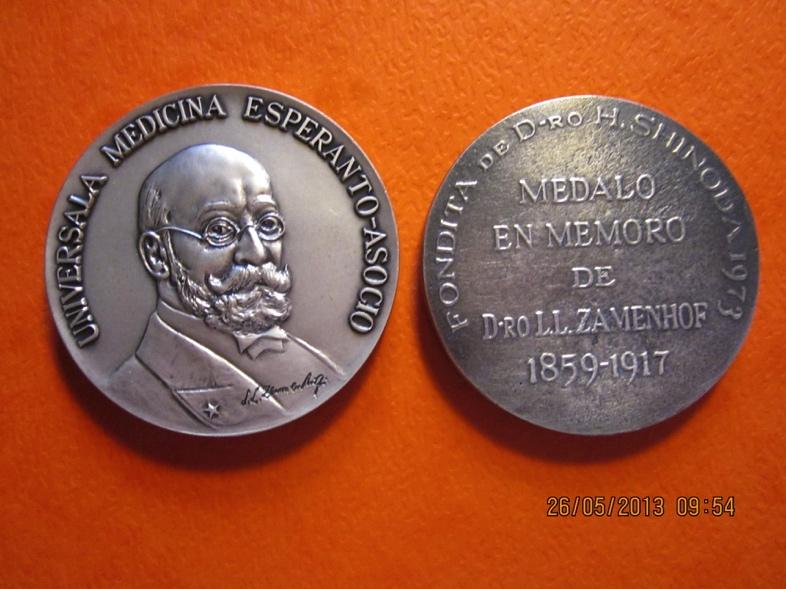 UNIVERSALA MEDICINA ESPERANTO-ASOCIO
L. L. Zamenhof
FONDITA DE D-RO H. SHINODA 1973
MEDALO
EN MEMORO
DE
D-RO L.L. ZAMENHOF
1859-1917
26/05/2013 09:54